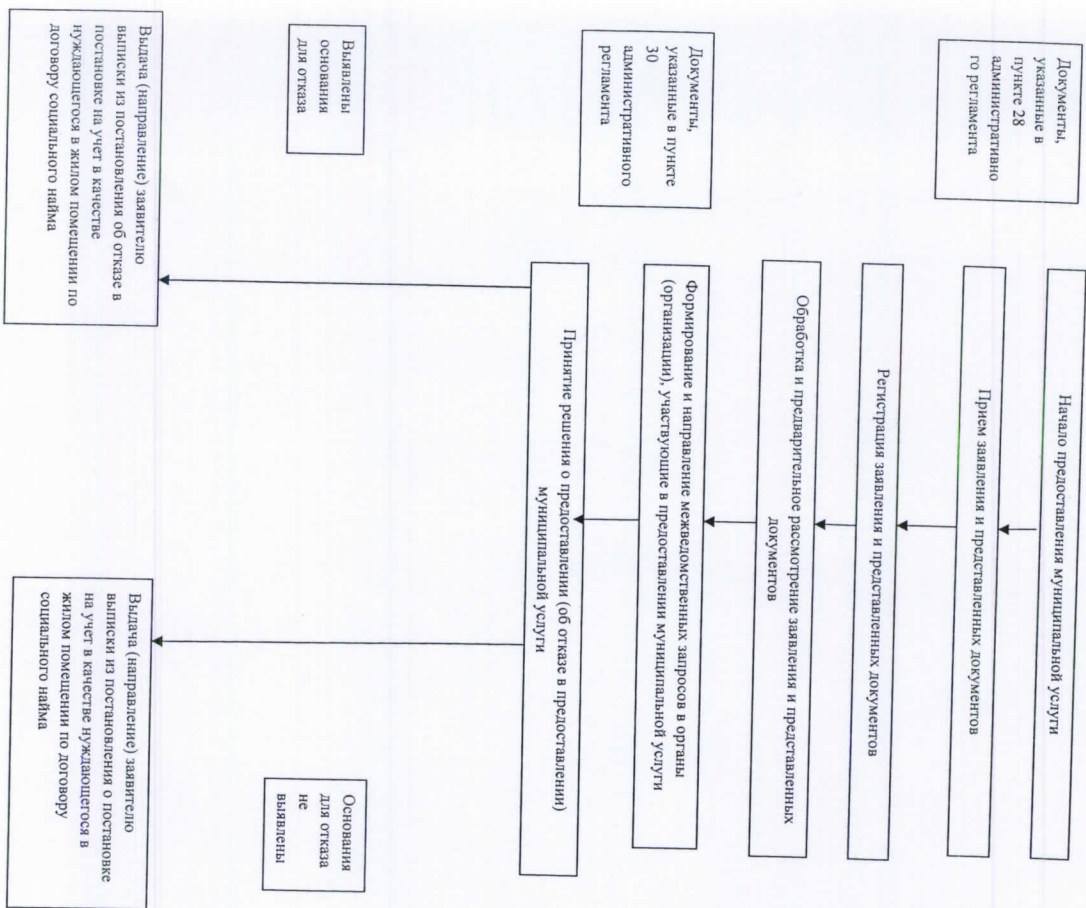 Начало предоставления муниципальной услуги
Документы,
указанные в
пункте 28
административно
го регламента
Прием заявления и представленных документов
Регистрация заявления и представленных документов
Обработка и предварительное рассмотрение заявления и представленных
документов
Документы,
указанные в пункте
30
административного
регламента
Формирование и направление межведомственных запросов в органы
(организации), участвующие в предоставлении муниципальной услуги
Принятие решения о предоставлении (об отказе в предоставлении)
муниципальной услуги
Выявлены
основания
для отказа
Основания
для отказа
не
выявлены
Выдача (направление) заявителю
выписки из постановления об отказе в
постановке на учет в качестве
нуждающегося в жилом помещении по
договору социального найма
Выдача (направление) заявителю
выписки из постановления о постановке
на учет в качестве нуждающегося в
жилом помещении по договору
социального найма